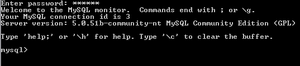 Enter password: ******
Welcome to the MySQL monitor.  Commands end with ; or \g.
Your MySQL connection id is 3
Server version: 5.0.51b-community-nt MySQL Community Edition (GPL)
Type 'help;' or '\h' for help. Type '\c' to clear the buffer.
mysql>